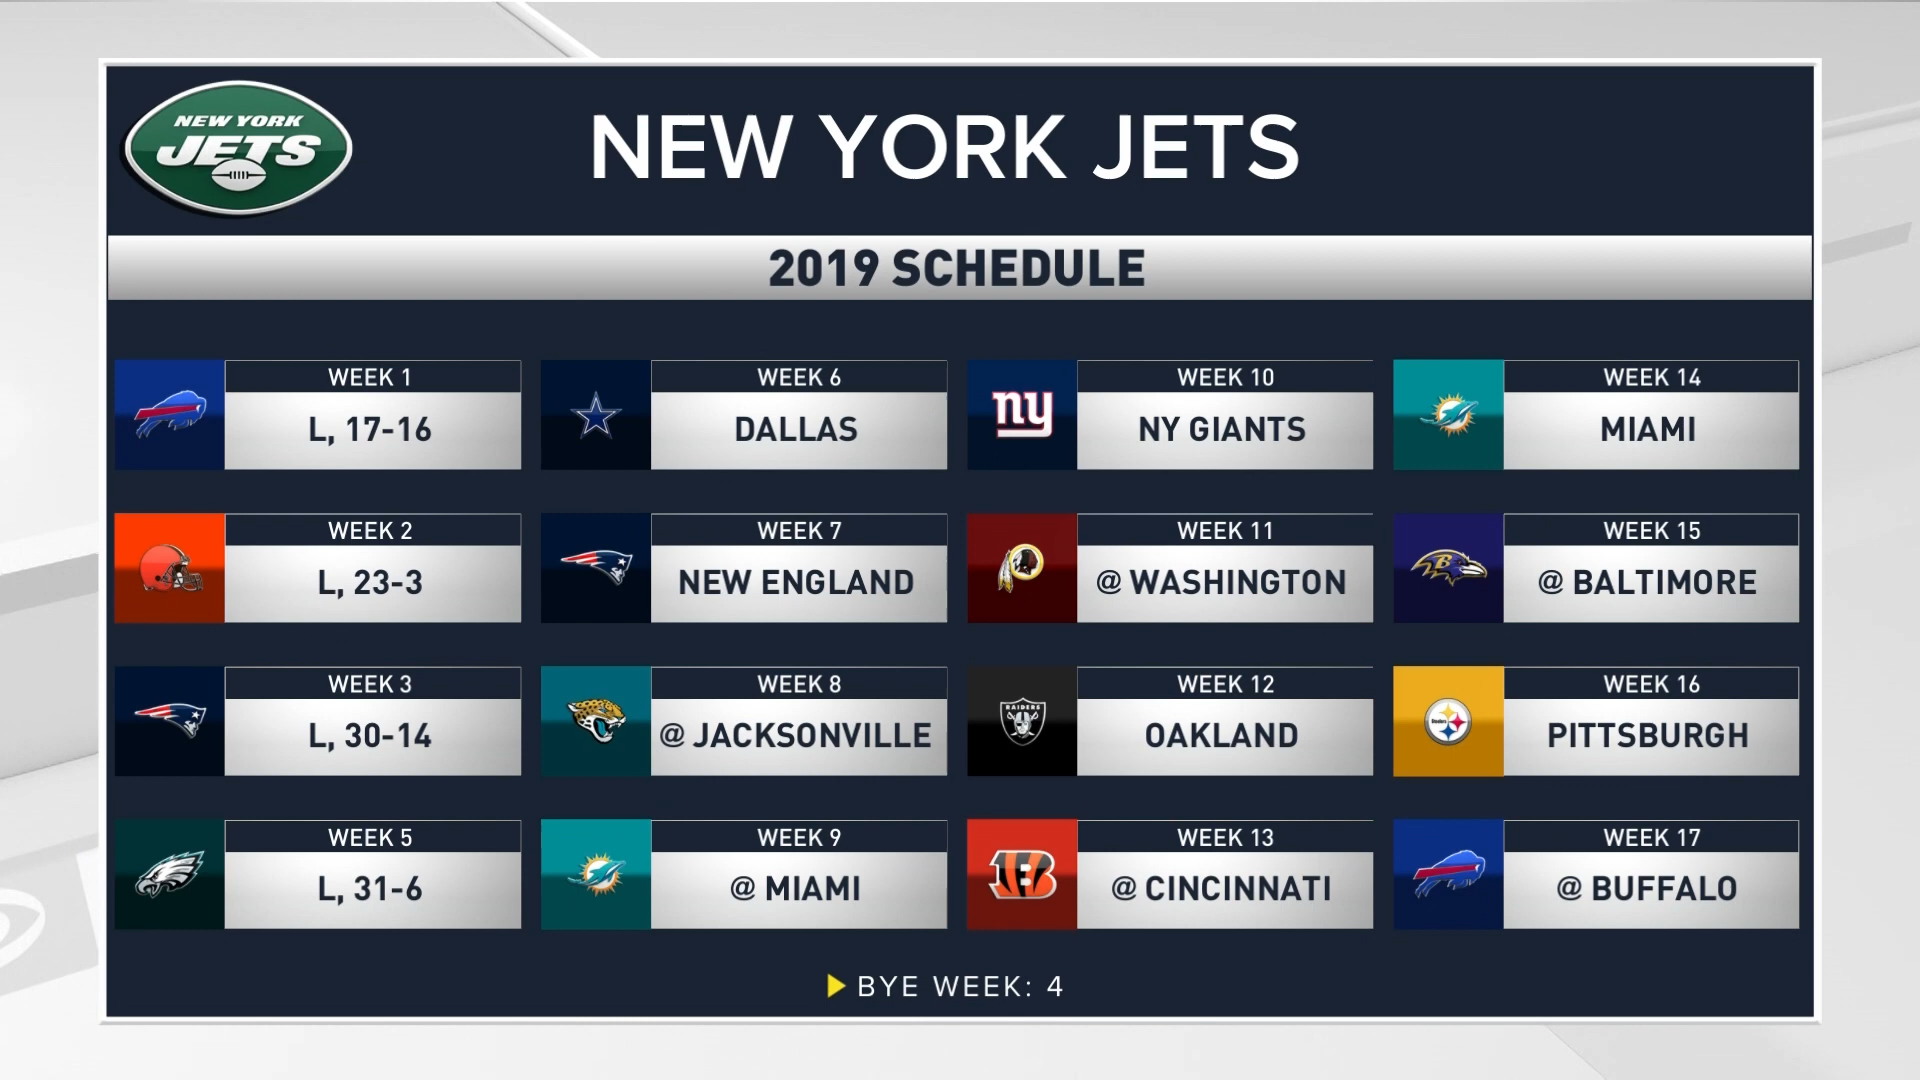 NEW YORK
JETS
NEW YORK JETS
2019 SCHEDULE
WEEK 1
L, 17-16
WEEK 2
L, 23-3
WEEK 3
L, 30-14
WEEK 5
L, 31-6
WEEK 6
DALLAS
WEEK 7
NEW ENGLAND
WEEK 8
@ JACKSONVILLE
WEEK 9
@ MIAMI
ny
WEEK 10
NY GIANTS
WEEK 11
@ WASHINGTON
RAIDERS
WEEK 12
OAKLAND
B
WEEK 13
@ CINCINNATI
WEEK 14
MIAMI
B
WEEK 15
@ BALTIMORE
Steelers
WEEK 16
PITTSBURGH
WEEK 17
@ BUFFALO
BYE WEEK: 4